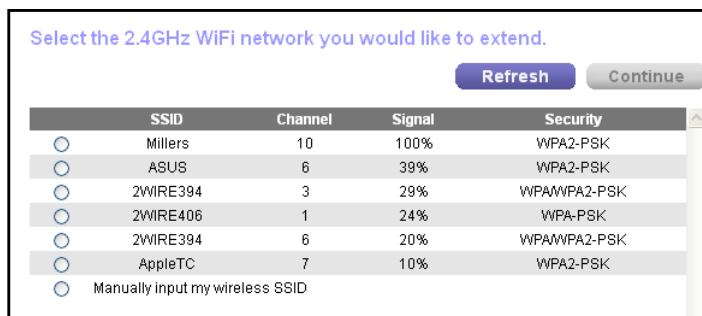 Select the 2.4GHz WiFi network you would like to extend.
Refresh Continue
SSID Channel Signal Security
Millers 10 100% WPA2-PSK
ASUS 6 39% WPA2-PSK
2WIRE394 3 29% WPA/WPA2-PSK
2WIRE406 1 24% WPA-PSK
2WIRE394 6 20% WPA/WPA2-PSK
AppleTC 7 10% WPA2-PSK
Manually input my wireless SSID